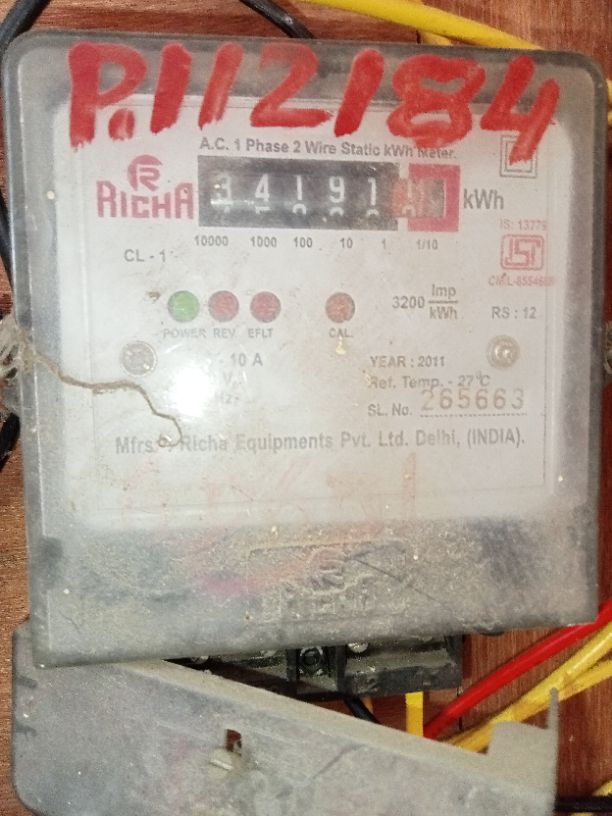 P.112184
A.C. 1 Phase 2 Wire Static kWh Meter.
R
RICHA
34191 kWh
10000 1000 100 10 1 1/10
IS: 13779
ISI
CL - 1
3200 Imp/kWh
RS : 12
POWER REV. EFLT CAL.
- 10 A
YEAR : 2011
Ref. Temp. - 27°C
SL. No. 265663
Mfrs. Richa Equipments Pvt. Ltd. Delhi, (INDIA).